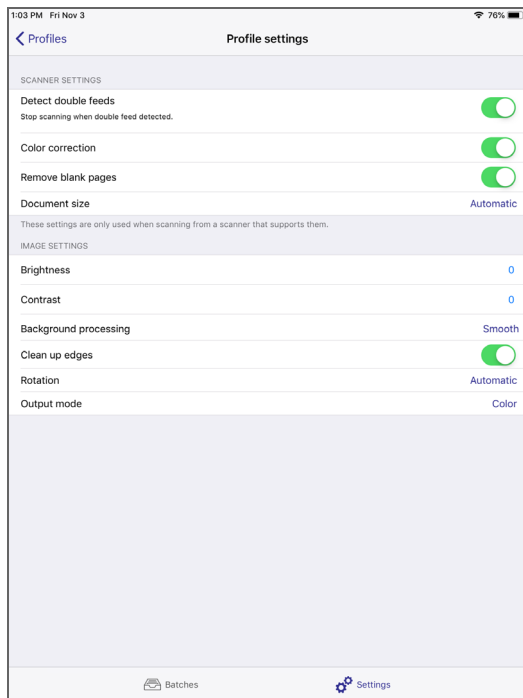 1:03 PM Fri Nov 3 76%
Profiles Profile settings
SCANNER SETTINGS
Detect double feeds
Stop scanning when double feed detected.
Color correction
Remove blank pages
Document size Automatic
These settings are only used when scanning from a scanner that supports them.
IMAGE SETTINGS
Brightness 0
Contrast 0
Background processing Smooth
Clean up edges
Rotation Automatic
Output mode Color
Batches Settings